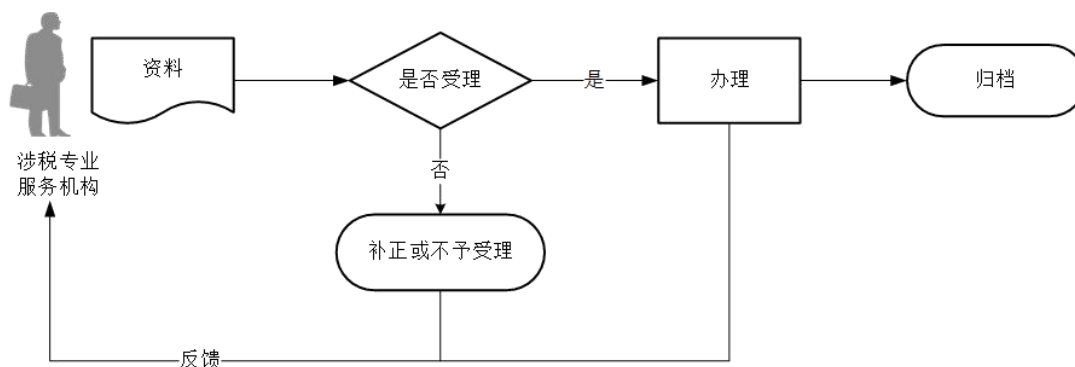 资料
是否受理
是
办理
归档
涉税专业
服务机构
否
补正或不予受理
反馈